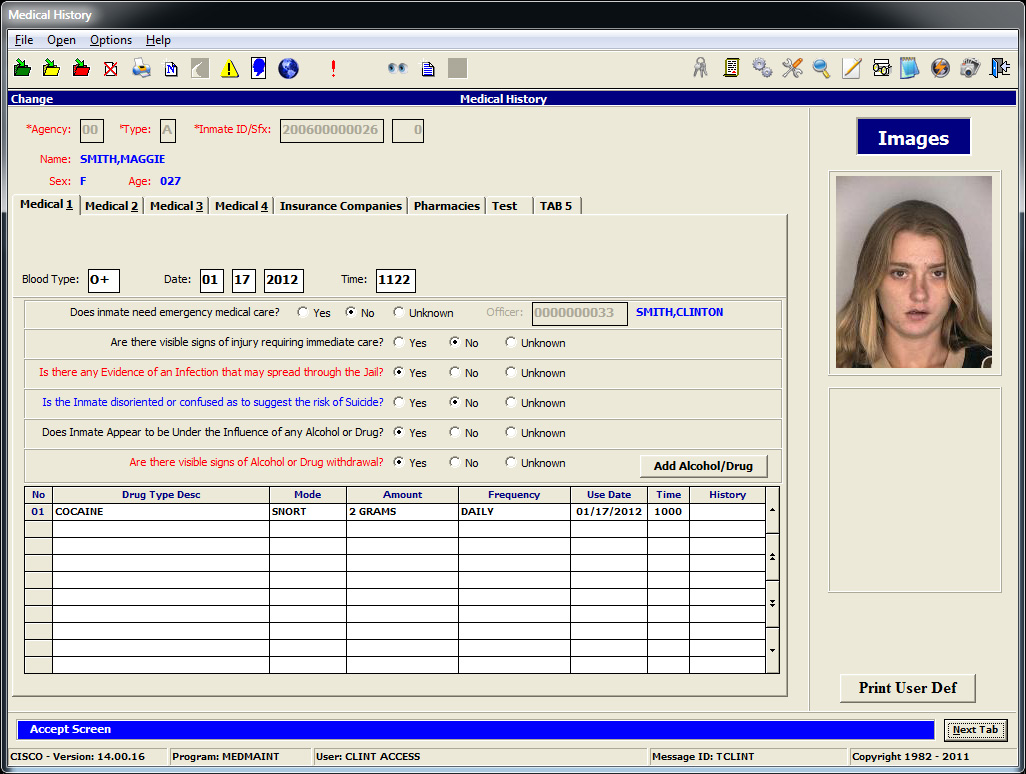 Medical History
File Open Options Help
Change Medical History
*Agency: 00 *Type: A *Inmate ID/Sfx: 200600000026 0
Images
Name: SMITH,MAGGIE
Sex: F Age: 027
Medical 1 Medical 2 Medical 3 Medical 4 Insurance Companies Pharmacies Test TAB 5
Blood Type: O+ Date: 01 17 2012 Time: 1122
Does inmate need emergency medical care? Yes No Unknown Officer: 0000000033 SMITH,CLINTON
Are there visible signs of injury requiring immediate care? Yes No Unknown
Is there any Evidence of an Infection that may spread through the Jail? Yes No Unknown
Is the Inmate disoriented or confused as to suggest the risk of Suicide? Yes No Unknown
Does Inmate Appear to be Under the Influence of any Alcohol or Drug? Yes No Unknown
Are there visible signs of Alcohol or Drug withdrawal? Yes No Unknown Add Alcohol/Drug
No Drug Type Desc Mode Amount Frequency Use Date Time History
01 COCAINE SNORT 2 GRAMS DAILY 01/17/2012 1000
Print User Def
Accept Screen Next Tab
CISCO - Version: 14.00.16 Program: MEDMAINT User: CLINT ACCESS Message ID: TCLINT Copyright 1982 - 2011